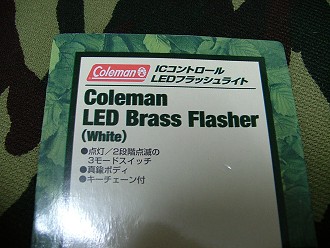 Coleman
ICコントロール
LEDフラッシュライト
Coleman
LED Brass Flasher
(White)
●点灯/2段階点滅の
3モードスイッチ
●真鍮ボディ
●キーチェーン付